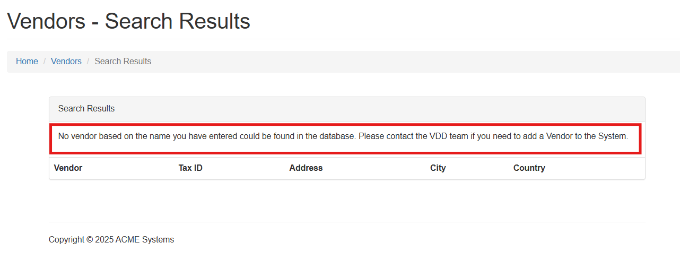 Vendors - Search Results
Home / Vendors / Search Results
Search Results
No vendor based on the name you have entered could be found in the database. Please contact the VDD team if you need to add a Vendor to the System.
Vendor Tax ID Address City Country
Copyright © 2025 ACME Systems